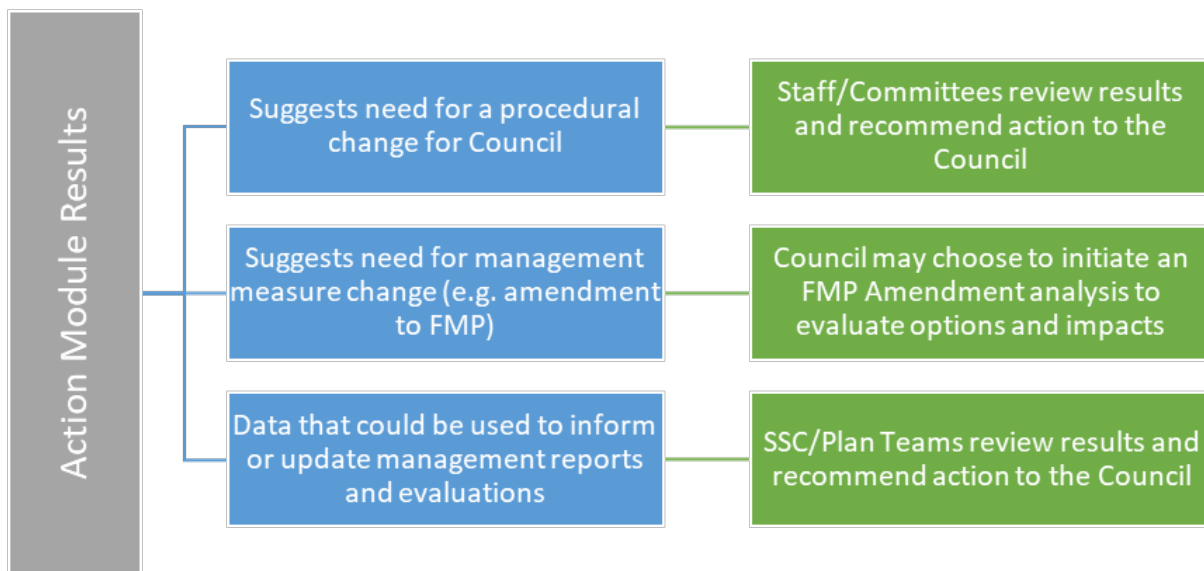 Action Module Results
Suggests need for a procedural
change for Council
Staff/Committees review results
and recommend action to the
Council
Suggests need for management
measure change (e.g. amendment
to FMP)
Council may choose to initiate an
FMP Amendment analysis to
evaluate options and impacts
Data that could be used to inform
or update management reports
and evaluations
SSC/Plan Teams review results and
recommend action to the Council